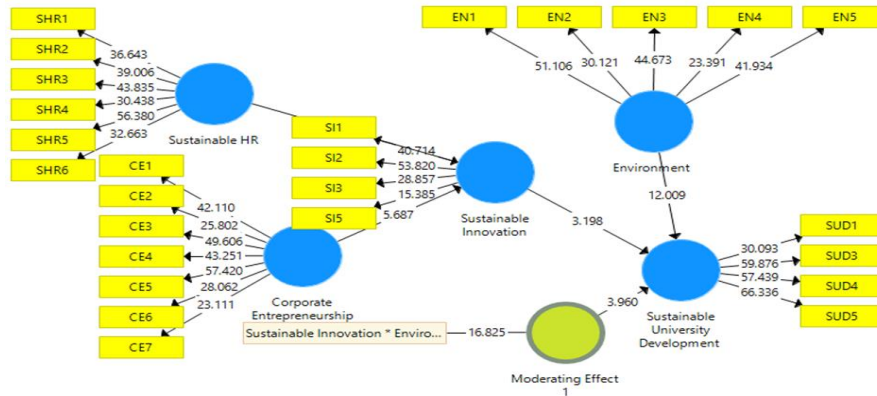 SHR1
SHR2
SHR3
SHR4
SHR5
SHR6
36.643
39.006
43.835
30.438
56.380
32.663
Sustainable HR
EN1
EN2
EN3
EN4
EN5
51.106
30.121
44.673
23.391
41.934
Environment
12.009
SI1
SI2
SI3
SI5
40.714
53.820
28.857
15.385
5.687
Sustainable
Innovation
3.198
CE1
CE2
CE3
CE4
CE5
CE6
CE7
42.110
25.802
49.606
43.251
57.420
28.062
23.111
Corporate
Entrepreneurship
Sustainable Innovation * Enviro...
16.825
Moderating Effect
1
3.960
Sustainable
University
Development
30.093
59.876
57.439
66.336
SUD1
SUD3
SUD4
SUD5